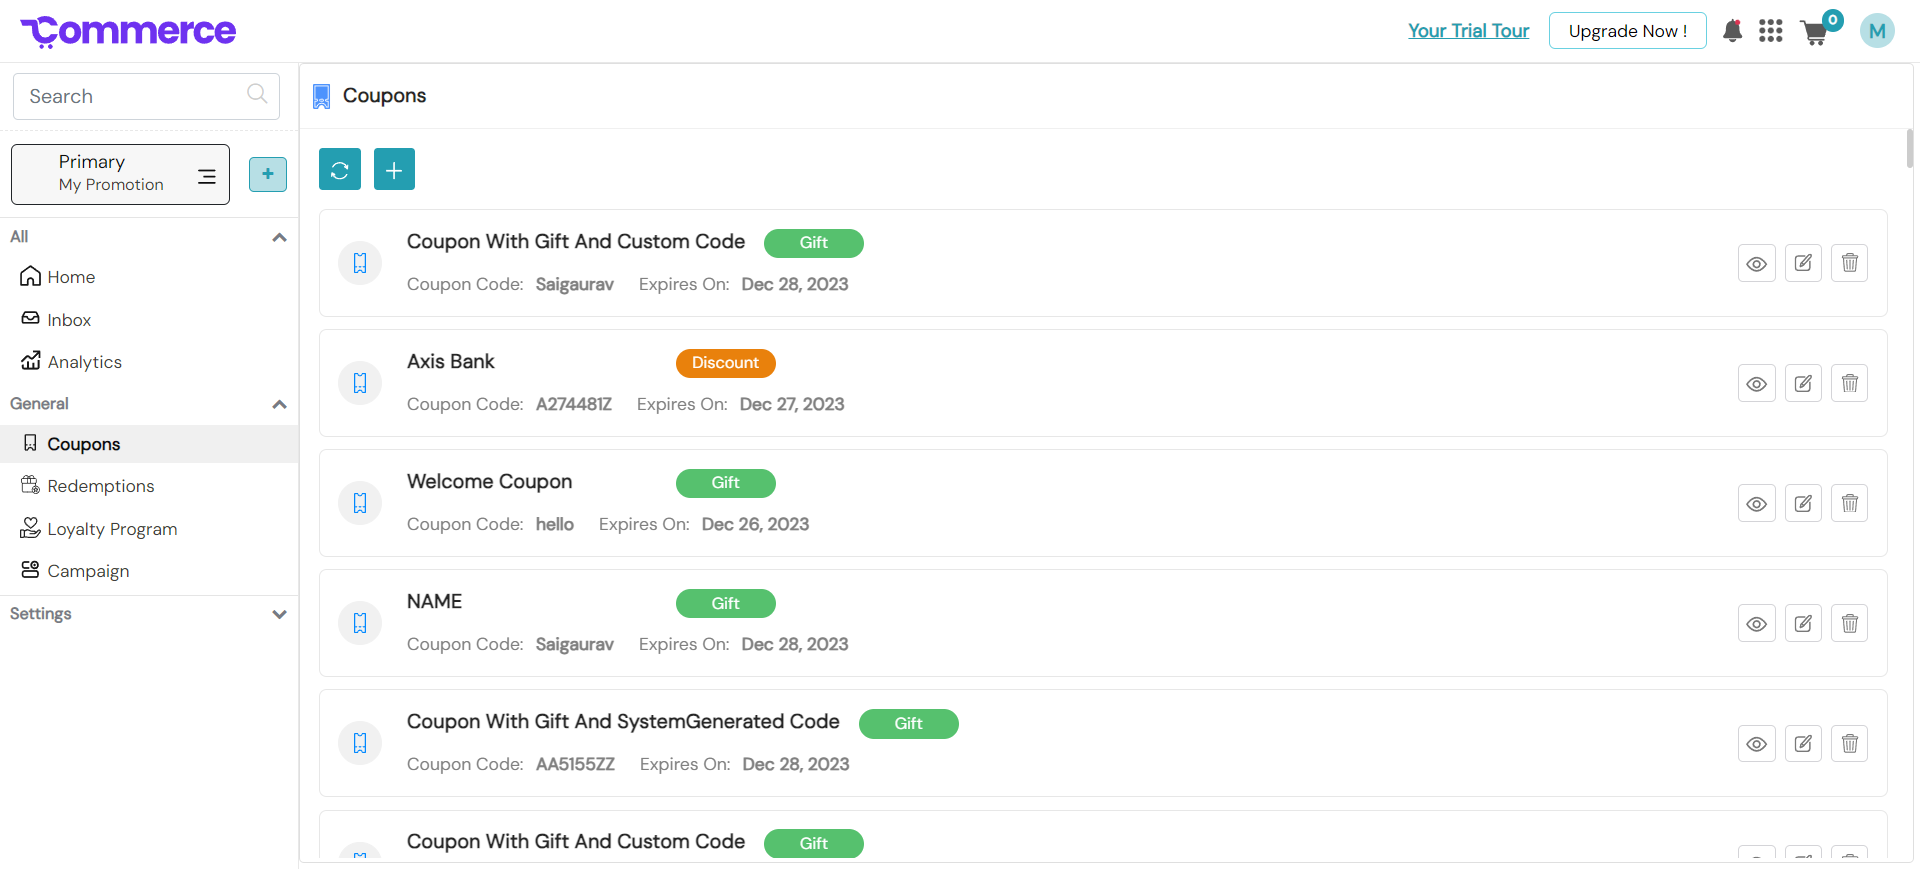 Commerce
Your Trial Tour
Upgrade Now !
0
M
Search
Primary
My Promotion
+
All
Home
Inbox
Analytics
General
Coupons
Redemptions
Loyalty Program
Campaign
Settings
Coupons
Coupon With Gift And Custom Code Gift
Coupon Code: Saigaurav Expires On: Dec 28, 2023
Axis Bank Discount
Coupon Code: A274481Z Expires On: Dec 27, 2023
Welcome Coupon Gift
Coupon Code: hello Expires On: Dec 26, 2023
NAME Gift
Coupon Code: Saigaurav Expires On: Dec 28, 2023
Coupon With Gift And SystemGenerated Code Gift
Coupon Code: AA5155ZZ Expires On: Dec 28, 2023
Coupon With Gift And Custom Code Gift